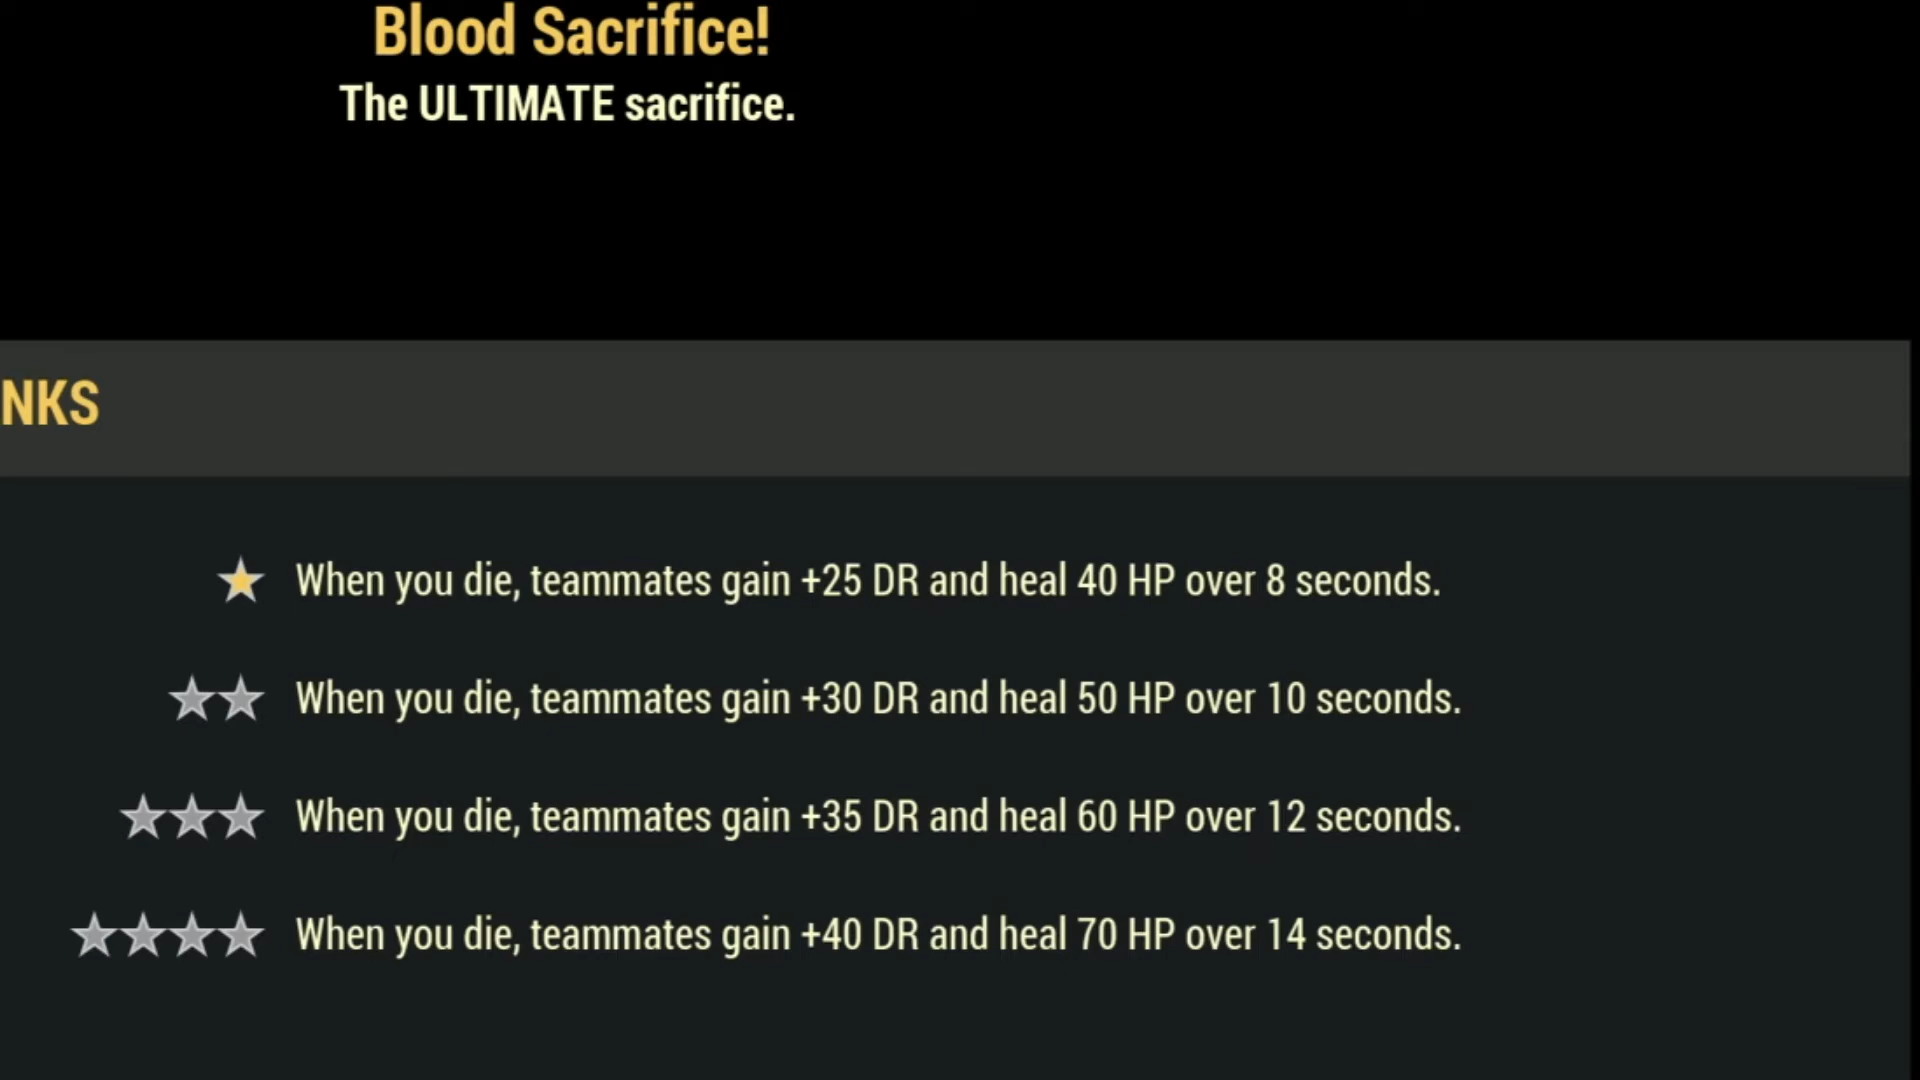 Blood Sacrifice!
The ULTIMATE sacrifice.
NKS
When you die, teammates gain +25 DR and heal 40 HP over 8 seconds.
When you die, teammates gain +30 DR and heal 50 HP over 10 seconds.
When you die, teammates gain +35 DR and heal 60 HP over 12 seconds.
When you die, teammates gain +40 DR and heal 70 HP over 14 seconds.